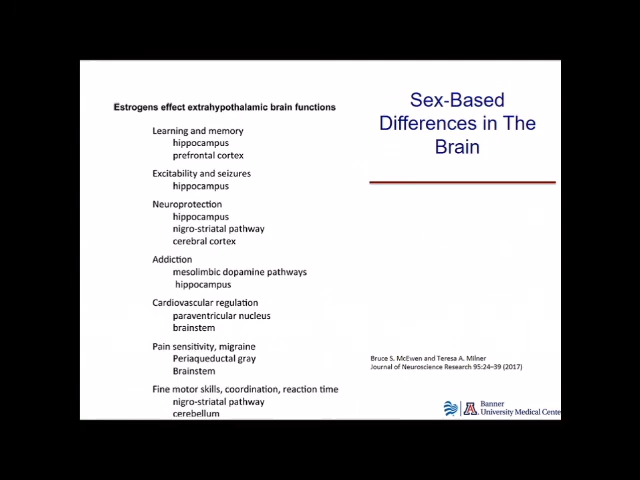 Estrogens effect extrahypothalamic brain functions
Learning and memory
hippocampus
prefrontal cortex
Excitability and seizures
hippocampus
Neuroprotection
hippocampus
nigro-striatal pathway
cerebral cortex
Addiction
mesolimbic dopamine pathways
hippocampus
Cardiovascular regulation
paraventricular nucleus
brainstem
Pain sensitivity, migraine
Periaqueductal gray
Brainstem
Fine motor skills, coordination, reaction time
nigro-striatal pathway
cerebellum
Sex-Based
Differences in The
Brain
Bruce S, McEwen and Teresa A. Milner
Journal of Neuroscience Research 95:24–39 (2017)
Banner
University Medical Cente